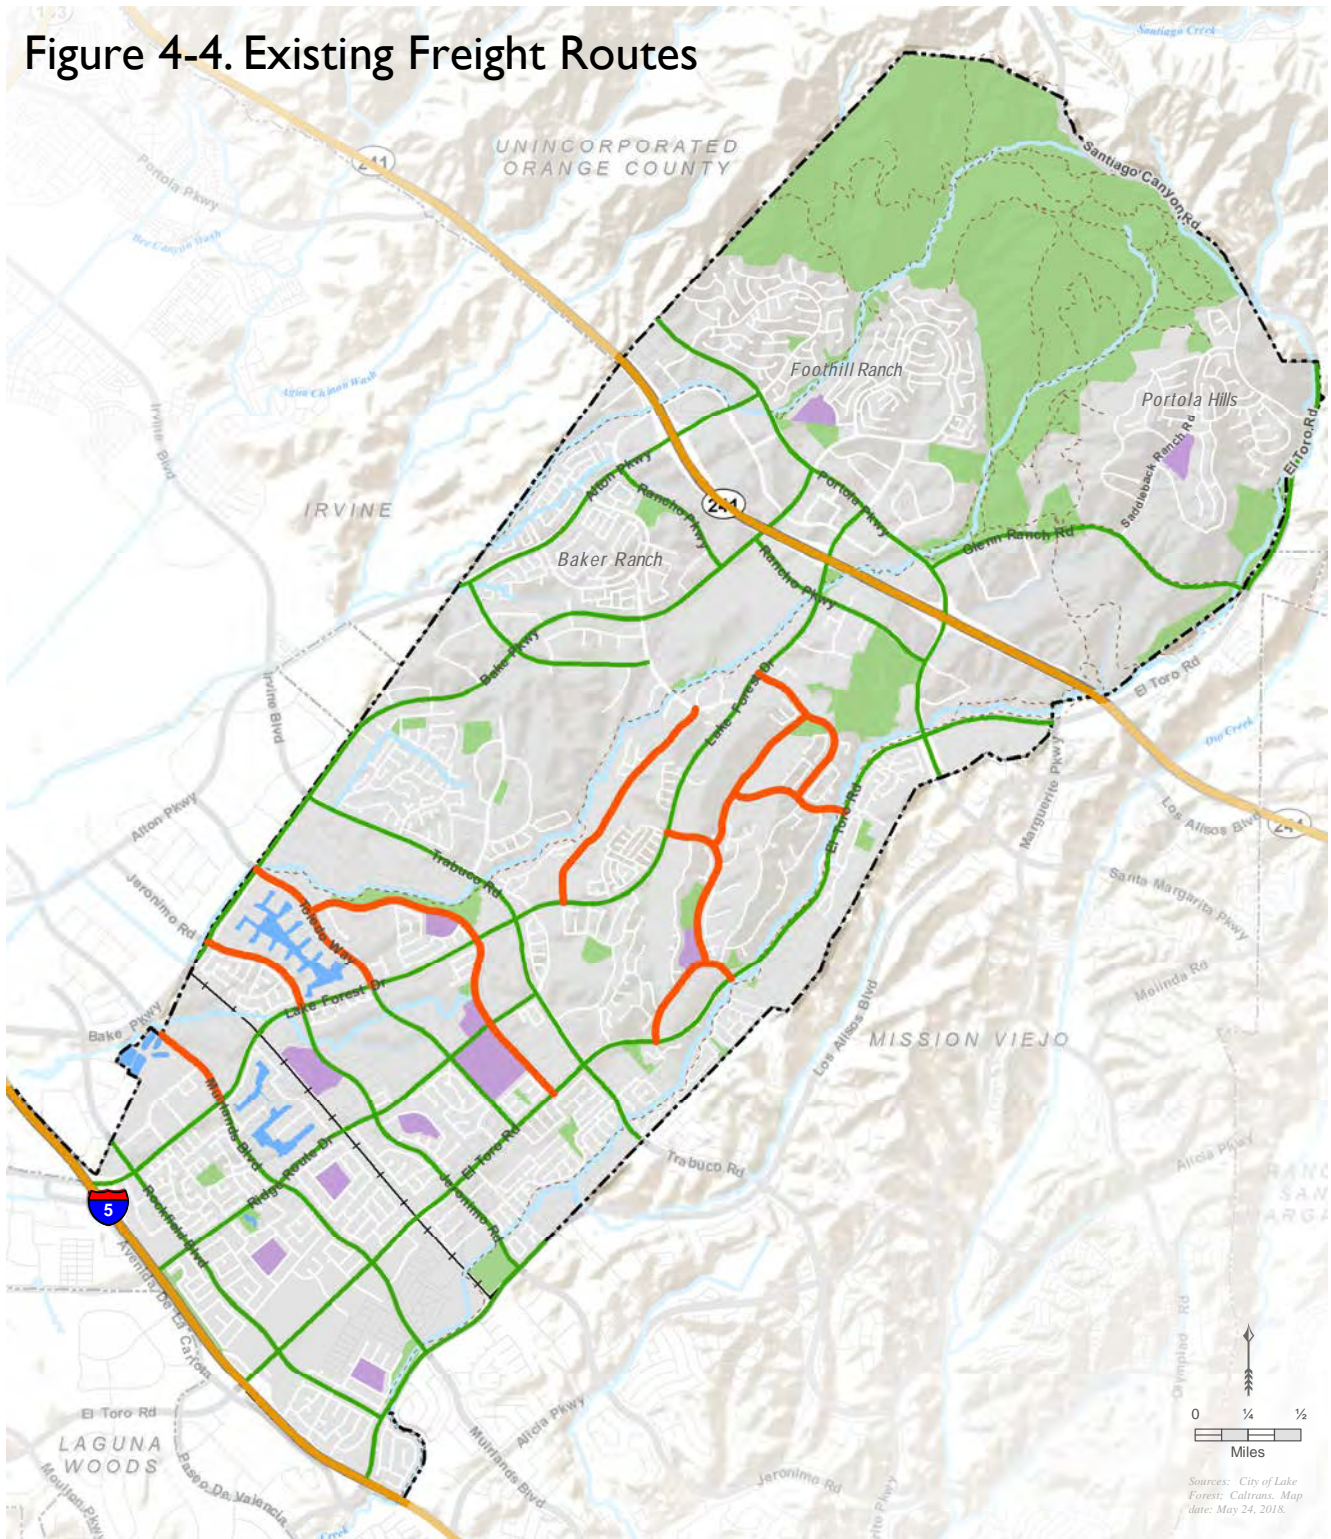 Figure 4-4. Existing Freight Routes
Santiago Creek
UNINCORPORATED
ORANGE COUNTY
241
Portola Pkwy
Santiago Canyon Rd
Bee Canyon Wash
Foothill Ranch
Agua Chinon Wash
Portola Hills
Irvine Blvd
El Toro Rd
Saddleback Ranch Rd
Alton Pkwy
Portola Pkwy
Rancho Pkwy
241
IRVINE
Glenn Ranch Rd
Baker Ranch
Rancho Pkwy
Bake Pkwy
Lake Forest Dr
El Toro Rd
Irvine Blvd
Oso Creek
Marguerite Pkwy
Alton Pkwy
El Toro Rd
Los Alisos Blvd
241
Trabuco Rd
Jeronimo Rd
Santa Margarita Pkwy
Toledo Way
Lake Forest Dr
Melinda Rd
Bake Pkwy
Los Alisos Blvd
MISSION VIEJO
Muirlands Blvd
Ridge Route Dr
El Toro Rd
Trabuco Rd
Alicia Pkwy
Jeronimo Rd
5
Rockfield Blvd
Avenida De La Carlota
Olympiad Rd
El Toro Rd
LAGUNA
WOODS
Alicia Pkwy
Muirlands Blvd
Paseo De Valencia
Moulton Pkwy
Jeronimo Rd
Creek
0 ¼ ½
Miles
Sources: City of Lake
Forest; Caltrans. Map
date: May 24, 2018.